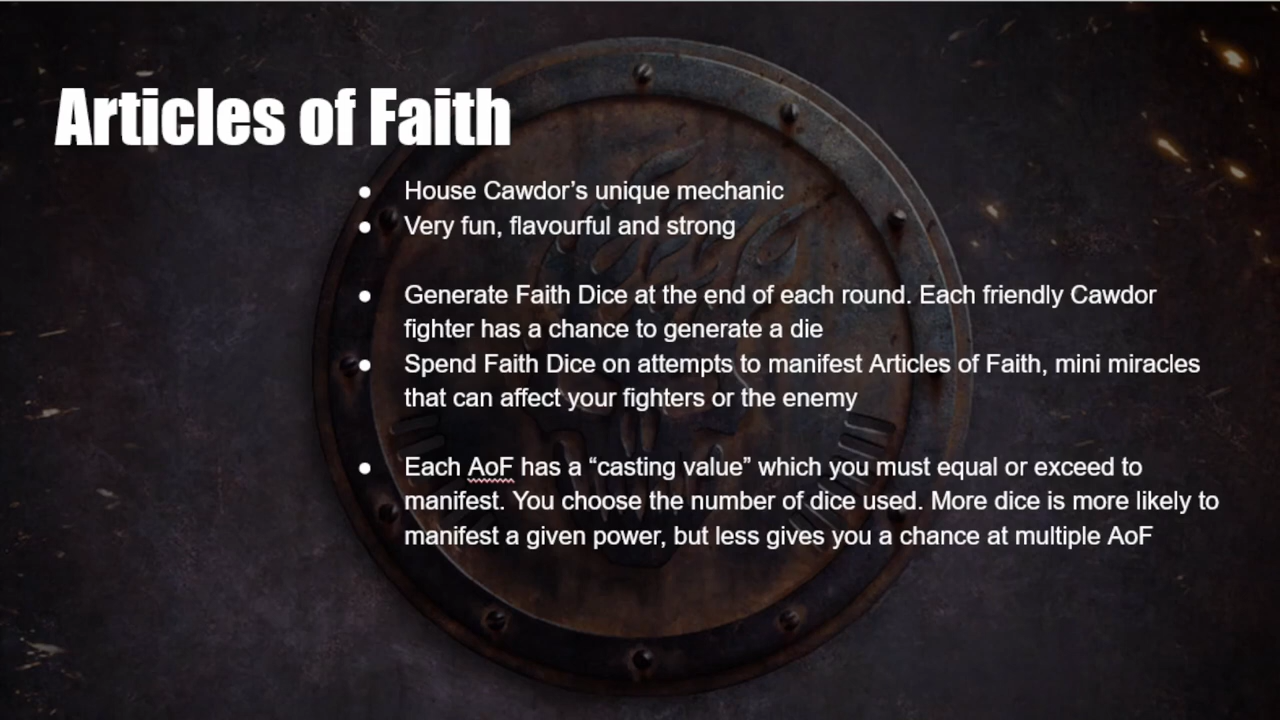 Articles of Faith
● House Cawdor’s unique mechanic
● Very fun, flavourful and strong
● Generate Faith Dice at the end of each round. Each friendly Cawdor
fighter has a chance to generate a die
● Spend Faith Dice on attempts to manifest Articles of Faith, mini miracles
that can affect your fighters or the enemy
● Each AoF has a “casting value” which you must equal or exceed to
manifest. You choose the number of dice used. More dice is more likely to
manifest a given power, but less gives you a chance at multiple AoF